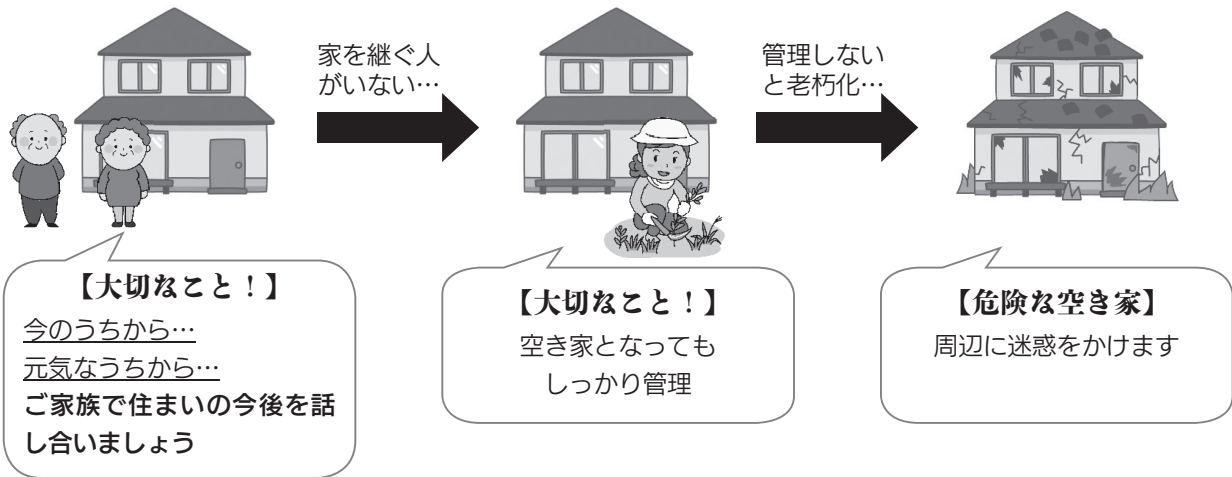 家を継ぐ人
がいない…
管理しない
と老朽化…
【大切なこと！】
今のうちから…
元気なうちから…
ご家族で住まいの今後を話
し合いましょう
【大切なこと！】
空き家となっても
しっかり管理
【危険な空き家】
周辺に迷惑をかけます